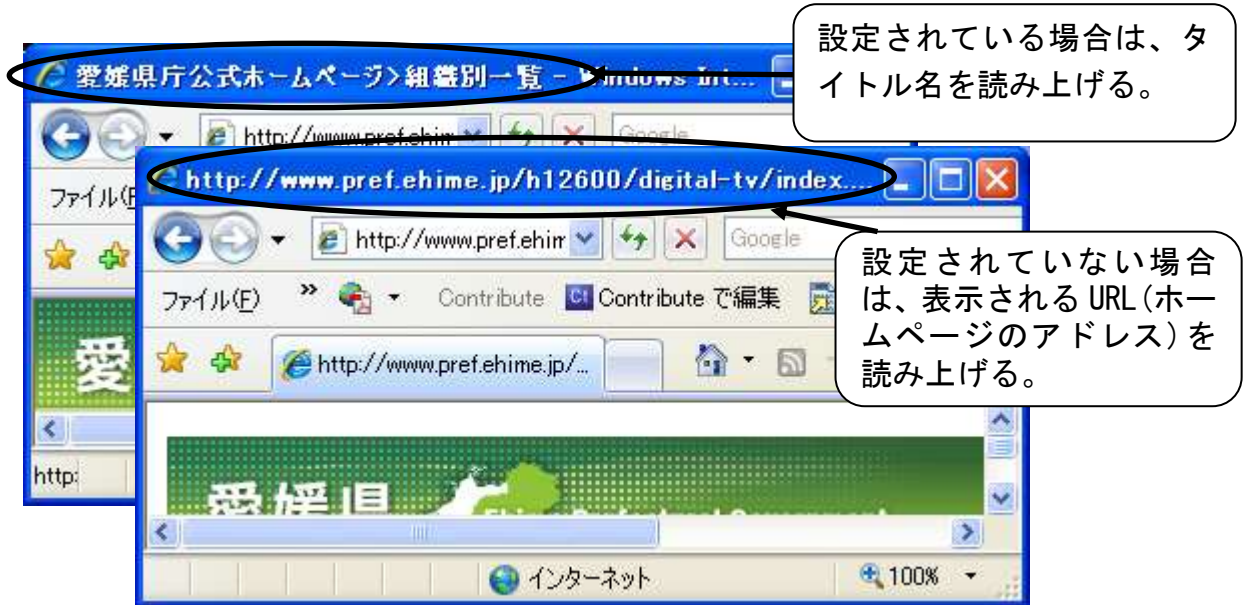 設定されている場合は、タ
イトル名を読み上げる。
愛媛県庁公式ホームページ>組織別一覧 - Windows Int...
http://www.pref.ehim
Google
ファイル(F
http://www.pref.ehime.jp/h12600/digital-tv/index....
http://www.pref.ehim
Google
ファイル(F) » Contribute Contribute で編集
http://www.pref.ehime.jp/...
設定されていない場合
は、表示される URL(ホー
ムページのアドレス)を
読み上げる。
愛
http:
愛媛県
Ehime Prefectural Government
インターネット 100%